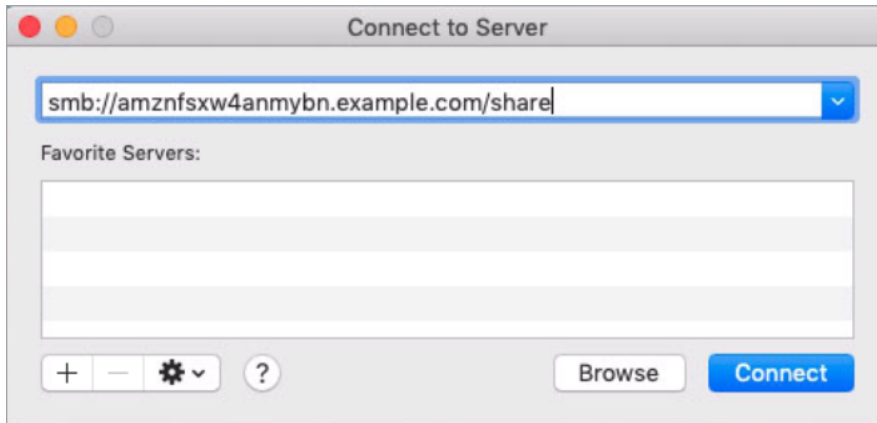 Connect to Server
smb://amznfsxw4anmybn.example.com/share
Favorite Servers:
+ − ?
Browse Connect